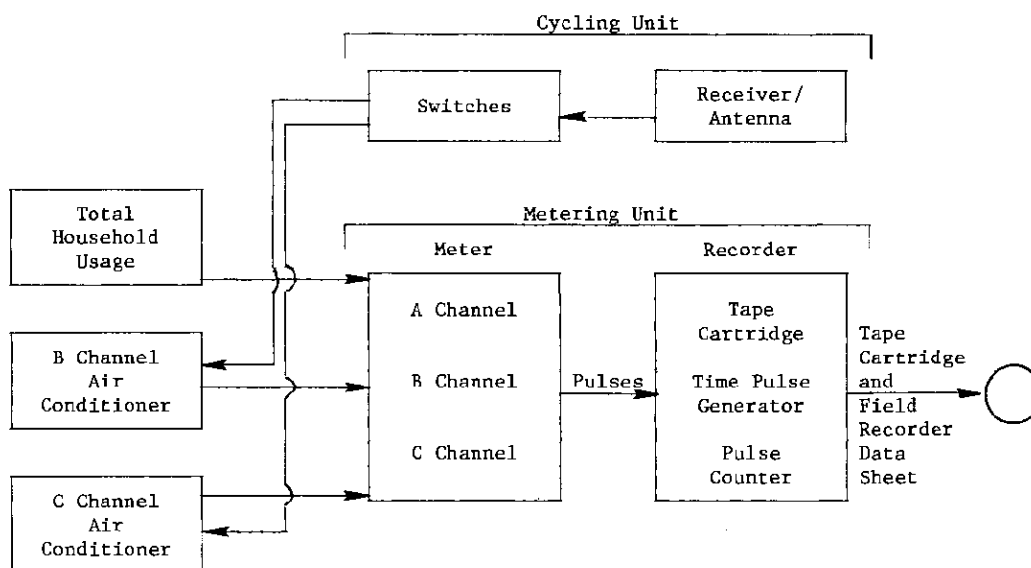 Cycling Unit
Switches
Receiver/
Antenna
Total
Household
Usage
Metering Unit
Meter
Recorder
A Channel
B Channel
C Channel
Tape
Cartridge
Time Pulse
Generator
Pulse
Counter
B Channel
Air
Conditioner
C Channel
Air
Conditioner
Pulses
Tape
Cartridge
and
Field
Recorder
Data
Sheet